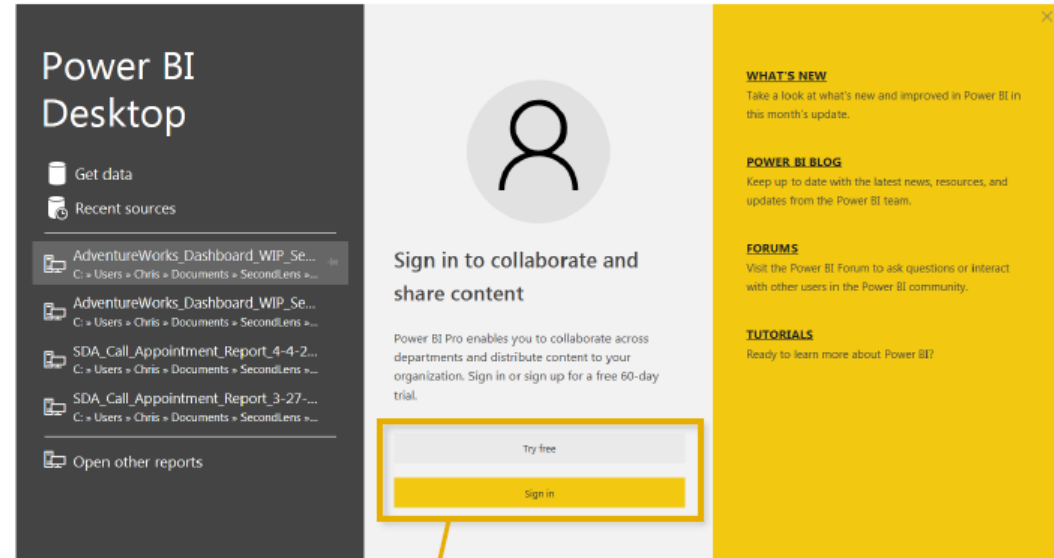 Power BI
Desktop
Get data
Recent sources
AdventureWorks_Dashboard_WIP_Se...
C: » Users » Chris » Documents » SecondLens »...
AdventureWorks_Dashboard_WIP_Se...
C: » Users » Chris » Documents » SecondLens »...
SDA_Call_Appointment_Report_4-4-2...
C: » Users » Chris » Documents » SecondLens »...
SDA_Call_Appointment_Report_3-27-...
C: » Users » Chris » Documents » SecondLens »...
Open other reports
Sign in to collaborate and
share content
Power BI Pro enables you to collaborate across
departments and distribute content to your
organization. Sign in or sign up for a free 60-day
trial.
Try free
Sign in
WHAT'S NEW
Take a look at what's new and improved in Power BI in
this month's update.
POWER BI BLOG
Keep up to date with the latest news, resources, and
updates from the Power BI team.
FORUMS
Visit the Power BI Forum to ask questions or interact
with other users in the Power BI community.
TUTORIALS
Ready to learn more about Power BI?